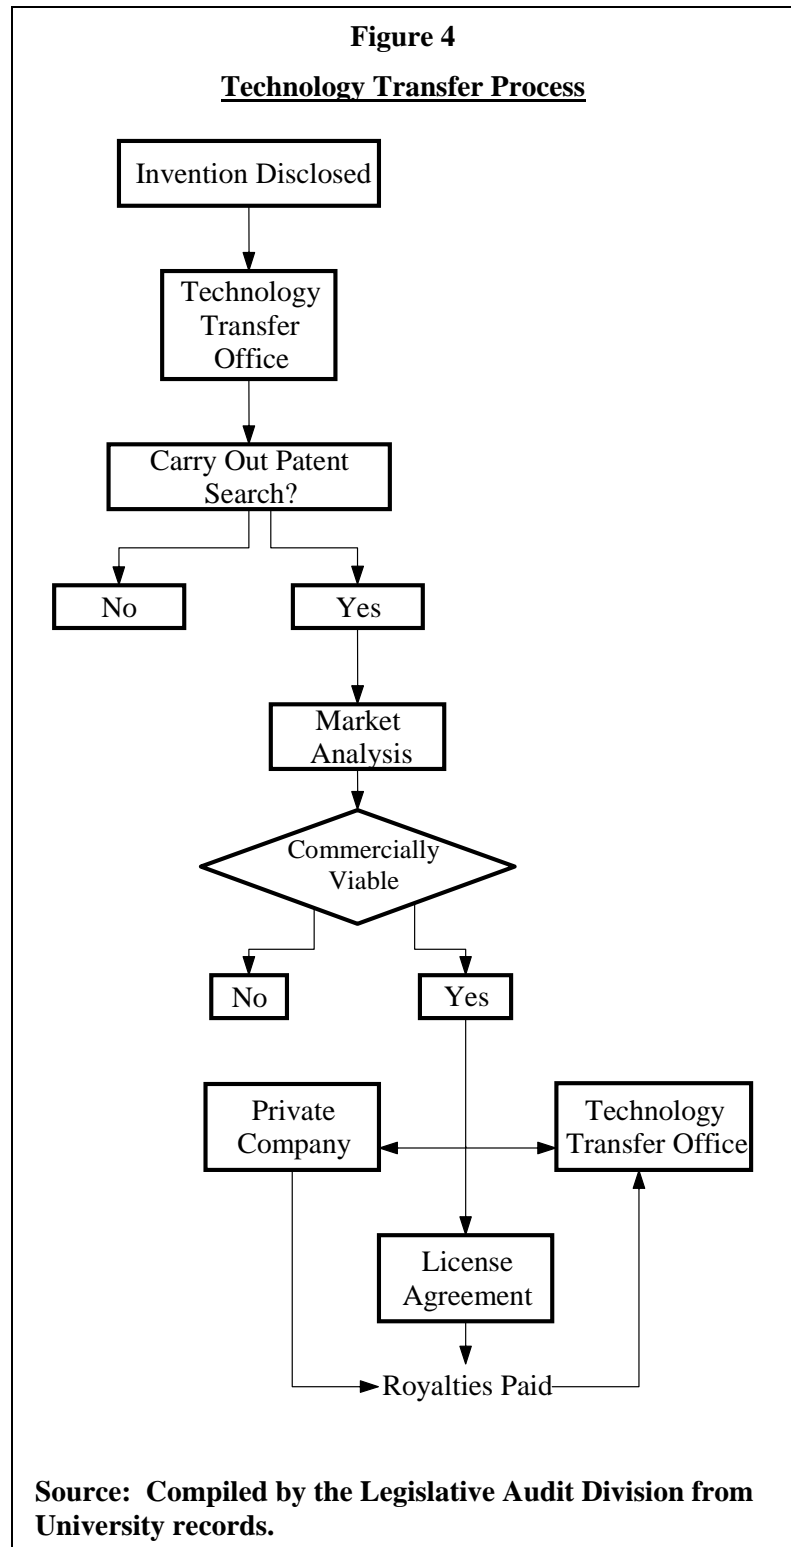 Figure 4
Technology Transfer Process
Invention Disclosed
Technology
Transfer
Office
Carry Out Patent
Search?
No
Yes
Market
Analysis
Commercially
Viable
No
Yes
Private
Company
Technology
Transfer Office
License
Agreement
Royalties Paid
Source: Compiled by the Legislative Audit Division from
University records.